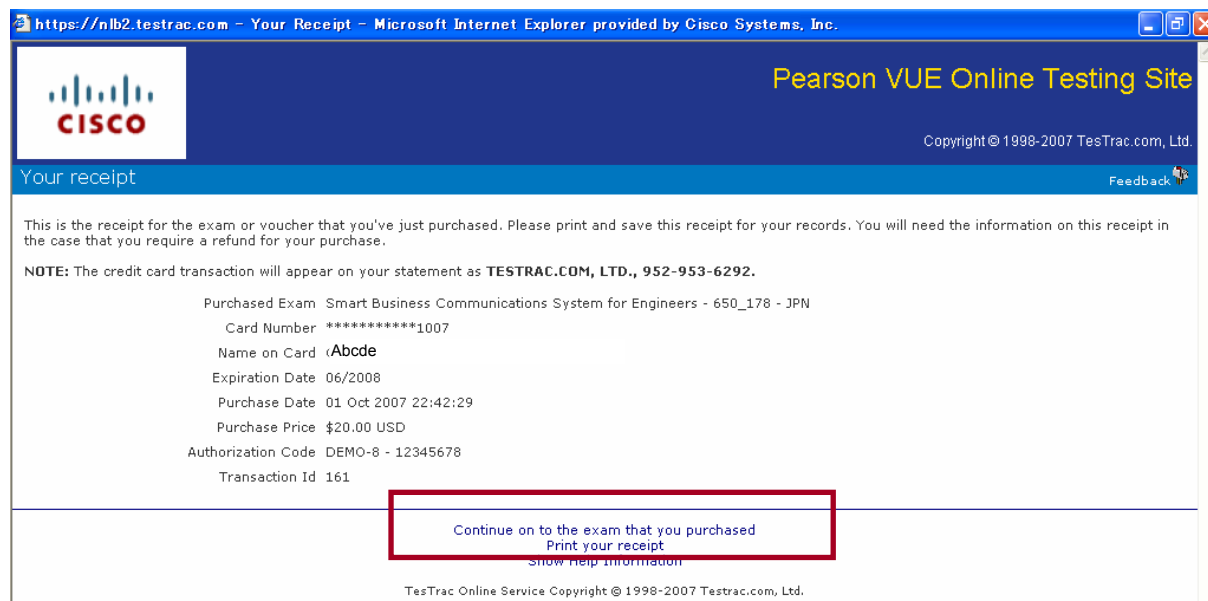 https://nlb2.testrac.com - Your Receipt - Microsoft Internet Explorer provided by Cisco Systems, Inc.
CISCO
Pearson VUE Online Testing Site
Copyright © 1998-2007 TesTrac.com, Ltd.
Your receipt
Feedback
This is the receipt for the exam or voucher that you've just purchased. Please print and save this receipt for your records. You will need the information on this receipt in
the case that you require a refund for your purchase.
NOTE: The credit card transaction will appear on your statement as TESTRAC.COM, LTD., 952-953-6292.
Purchased Exam Smart Business Communications System for Engineers - 650_178 - JPN
Card Number ***********1007
Name on Card (Abcde
Expiration Date 06/2008
Purchase Date 01 Oct 2007 22:42:29
Purchase Price $20.00 USD
Authorization Code DEMO-8 - 12345678
Transaction Id 161
Continue on to the exam that you purchased
Print your receipt
Show Help Information
TesTrac Online Service Copyright © 1998-2007 Testrac.com, Ltd.